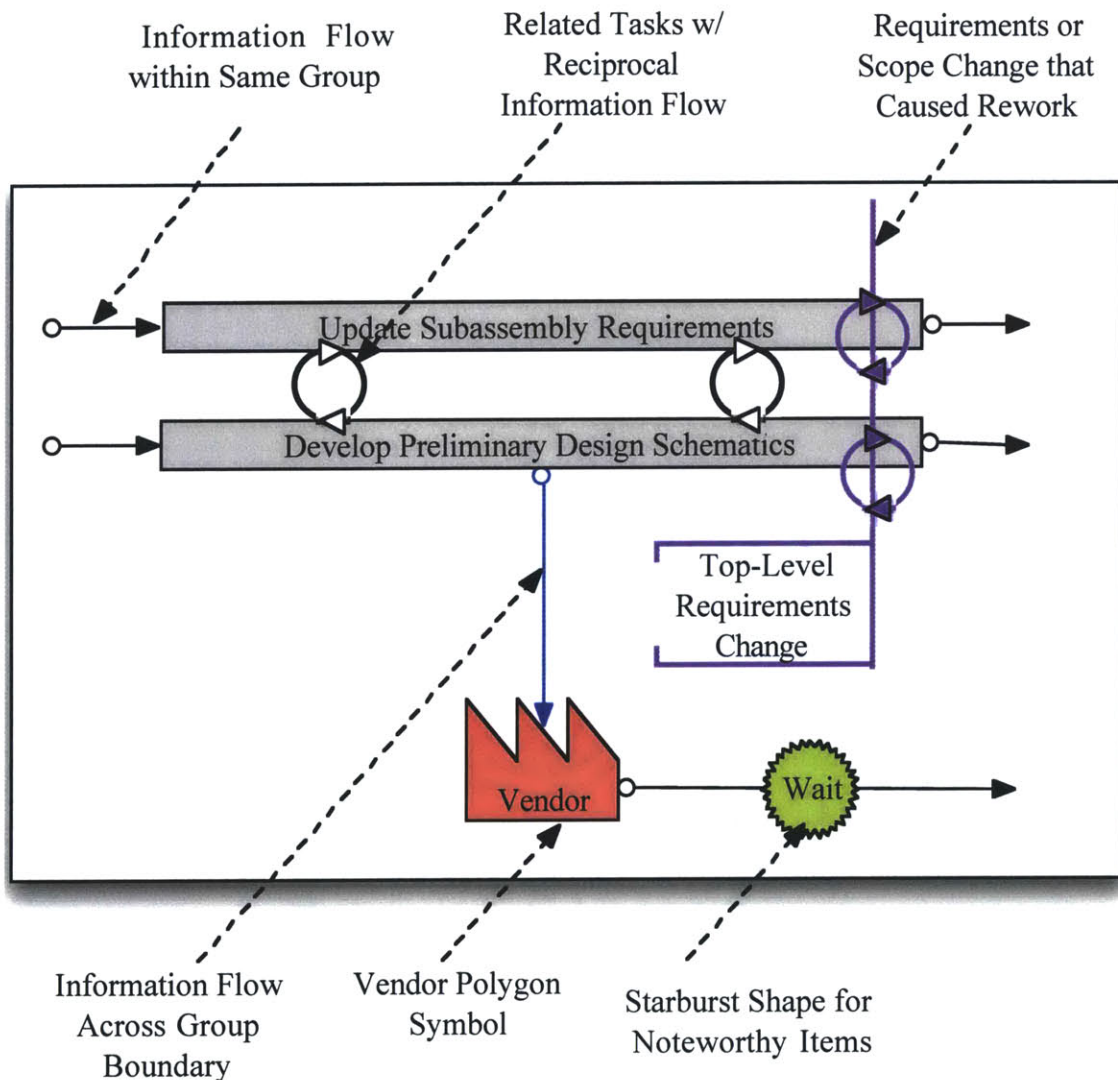 Information Flow
within Same Group
Related Tasks w/
Reciprocal
Information Flow
Requirements or
Scope Change that
Caused Rework
Update Subassembly Requirements
Develop Preliminary Design Schematics
Top-Level
Requirements
Change
Vendor
Wait
Information Flow
Across Group
Boundary
Vendor Polygon
Symbol
Starburst Shape for
Noteworthy Items